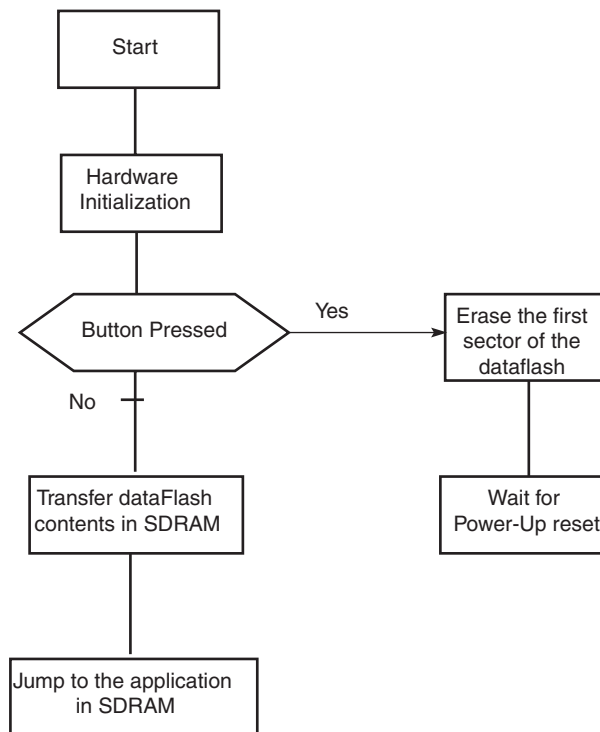 Start
Hardware
Initialization
Button Pressed
Yes
Erase the first
sector of the
dataflash
No
Transfer dataFlash
contents in SDRAM
Wait for
Power-Up reset
Jump to the application
in SDRAM